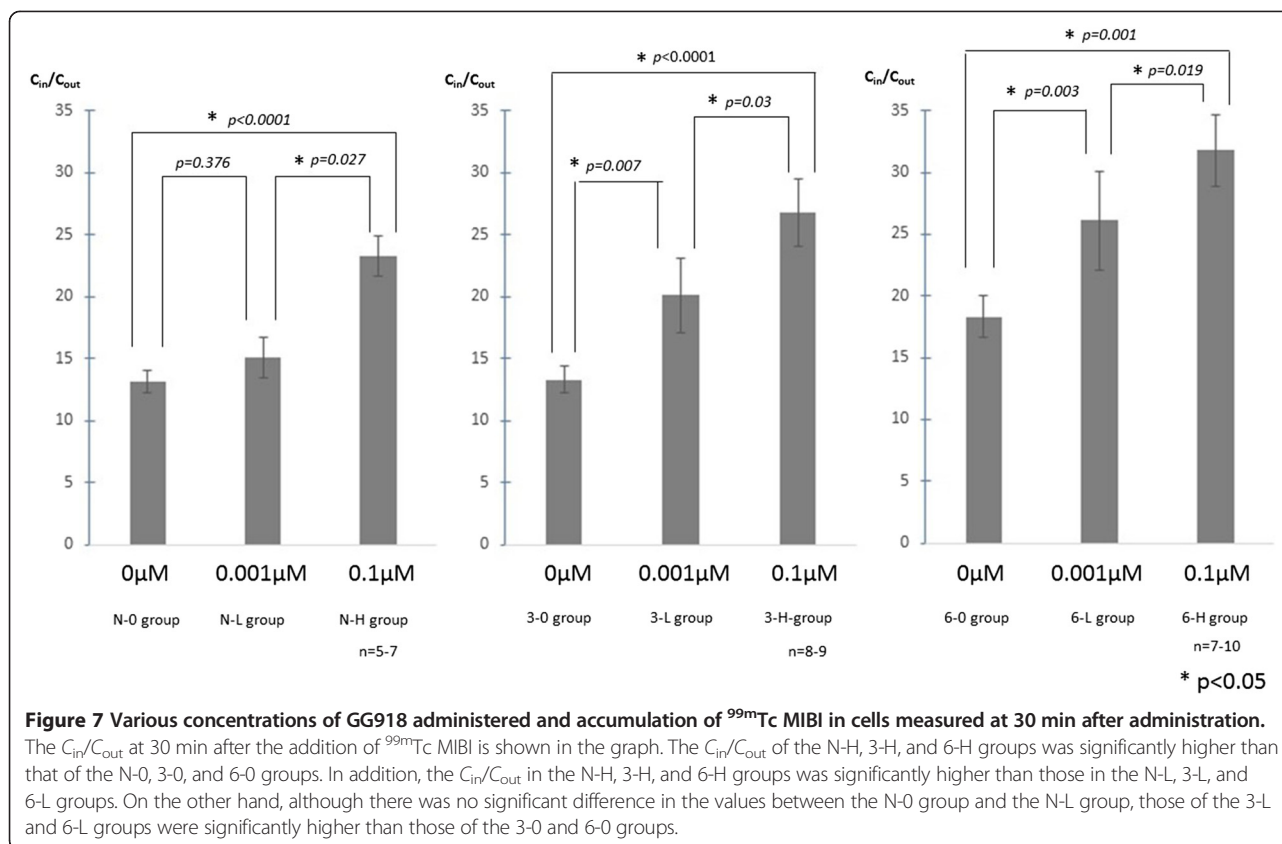 Cin/Cout
35
30
25
20
15
10
5
0
* p<0.0001
p=0.376
* p=0.027
0μM 0.001μM 0.1μM
N-0 group N-L group N-H group
n=5-7
Cin/Cout
35
30
25
20
15
10
5
0
* p<0.0001
* p=0.03
* p=0.007
0μM 0.001μM 0.1μM
3-0 group 3-L group 3-H-group
n=8-9
Cin/Cout
35
30
25
20
15
10
5
0
* p=0.001
* p=0.019
* p=0.003
0μM 0.001μM 0.1μM
6-0 group 6-L group 6-H group
n=7-10
* p<0.05
Figure 7 Various concentrations of GG918 administered and accumulation of 99mTc MIBI in cells measured at 30 min after administration.
The Cin/Cout at 30 min after the addition of 99mTc MIBI is shown in the graph. The Cin/Cout of the N-H, 3-H, and 6-H groups was significantly higher than
that of the N-0, 3-0, and 6-0 groups. In addition, the Cin/Cout in the N-H, 3-H, and 6-H groups was significantly higher than those in the N-L, 3-L, and
6-L groups. On the other hand, although there was no significant difference in the values between the N-0 group and the N-L group, those of the 3-L
and 6-L groups were significantly higher than those of the 3-0 and 6-0 groups.